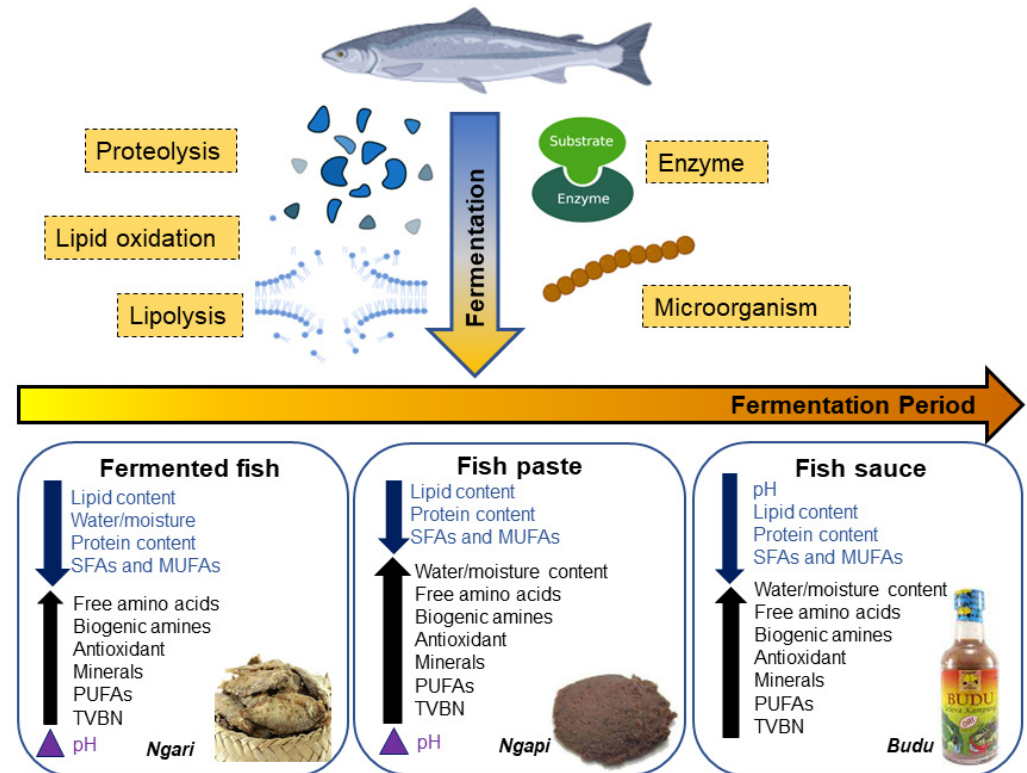 Proteolysis
Substrate
Enzyme
Enzyme
Lipid oxidation
Fermentation
Lipolysis
Microorganism
Fermentation Period
Fermented fish
Lipid content
Water/moisture
Protein content
SFAs and MUFAs
Free amino acids
Biogenic amines
Antioxidant
Minerals
PUFAs
TVBN
pH
Ngari
Fish paste
Lipid content
Protein content
SFAs and MUFAs
Water/moisture content
Free amino acids
Biogenic amines
Antioxidant
Minerals
PUFAs
TVBN
pH
Ngapi
Fish sauce
pH
Lipid content
Protein content
SFAs and MUFAs
Water/moisture content
Free amino acids
Biogenic amines
Antioxidant
Minerals
PUFAs
TVBN
Budu
BUDU
ORI